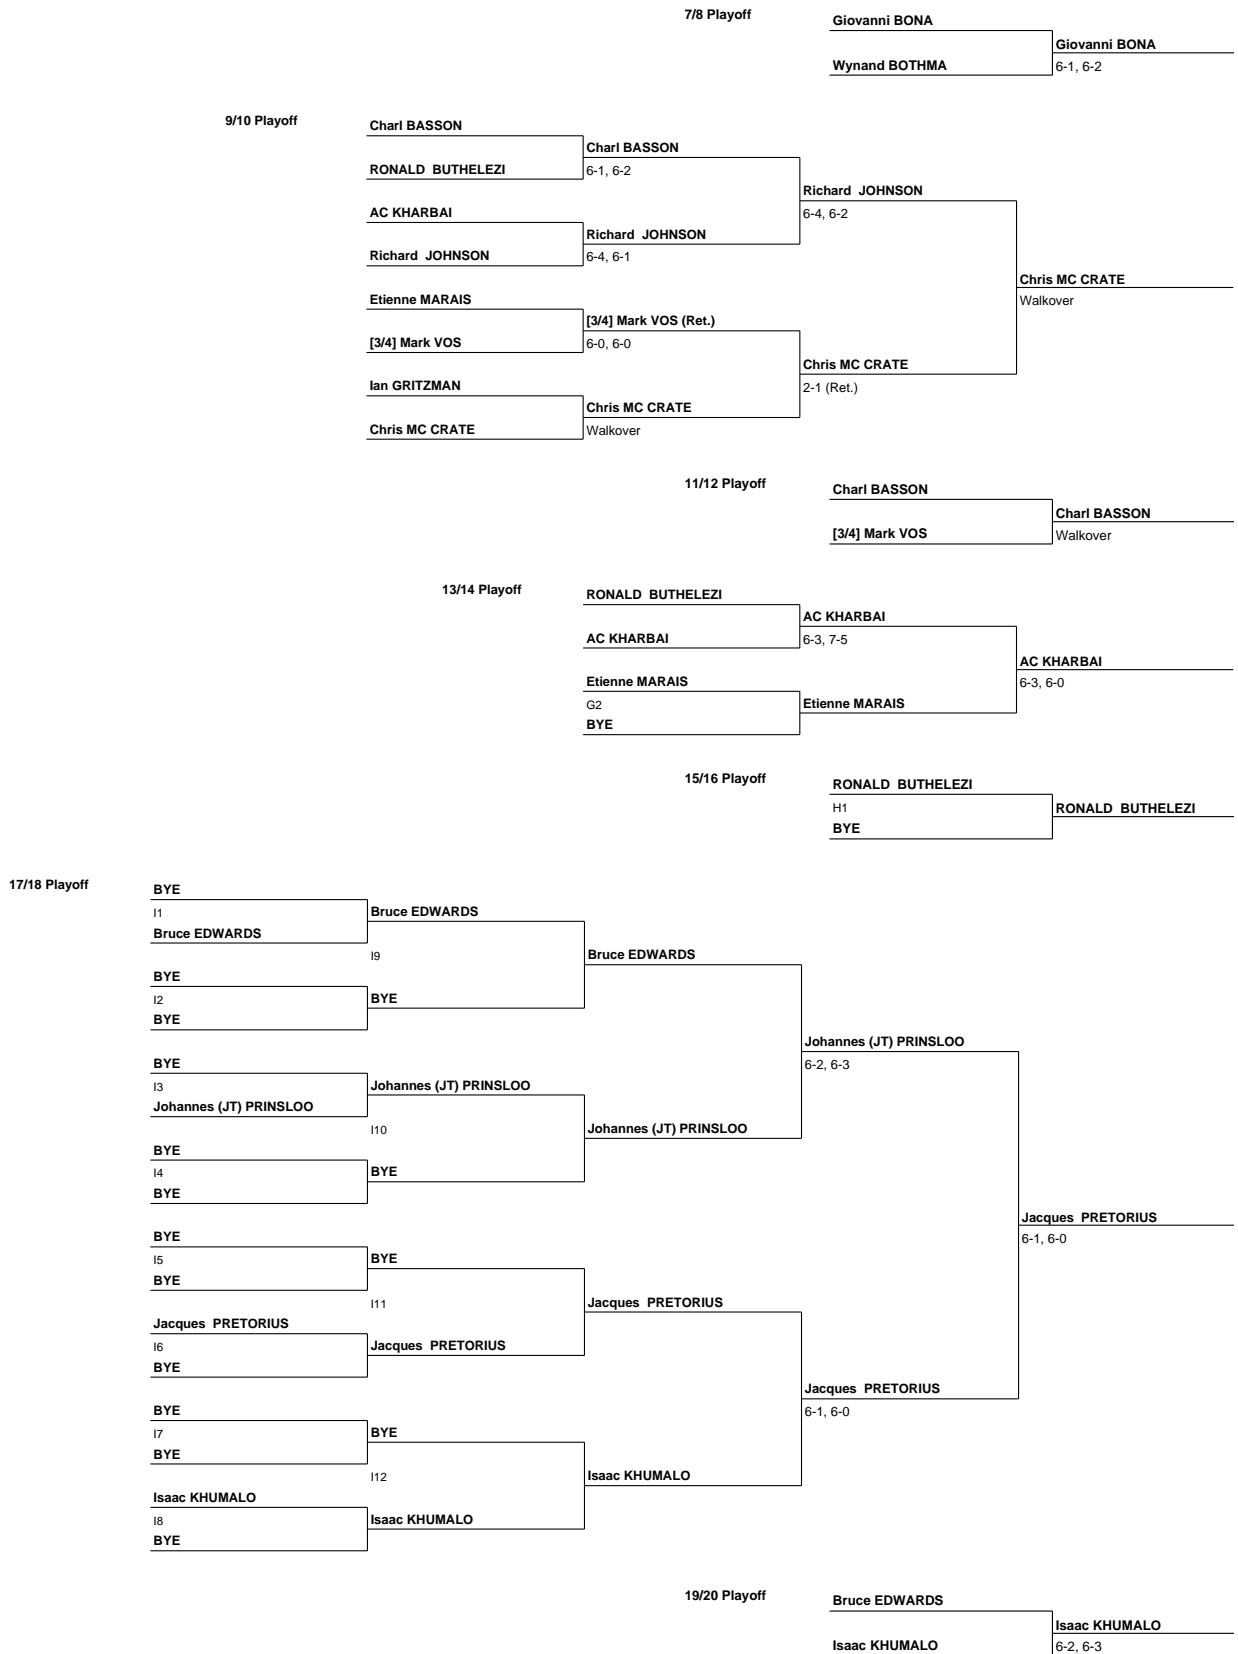 7/8 Playoff
Giovanni BONA
Giovanni BONA
Wynand BOTHMA
6-1, 6-2
9/10 Playoff
Charl BASSON
Charl BASSON
RONALD BUTHELEZI
6-1, 6-2
Richard JOHNSON
AC KHARBAI
6-4, 6-2
Richard JOHNSON
Richard JOHNSON
6-4, 6-1
Chris MC CRATE
Etienne MARAIS
Walkover
[3/4] Mark VOS (Ret.)
[3/4] Mark VOS
6-0, 6-0
Chris MC CRATE
Ian GRITZMAN
2-1 (Ret.)
Chris MC CRATE
Chris MC CRATE
Walkover
11/12 Playoff
Charl BASSON
Charl BASSON
[3/4] Mark VOS
Walkover
13/14 Playoff
RONALD BUTHELEZI
AC KHARBAI
AC KHARBAI
6-3, 7-5
AC KHARBAI
Etienne MARAIS
6-3, 6-0
G2
Etienne MARAIS
BYE
15/16 Playoff
RONALD BUTHELEZI
H1
RONALD BUTHELEZI
BYE
17/18 Playoff
BYE
I1
Bruce EDWARDS
Bruce EDWARDS
I9
Bruce EDWARDS
BYE
I2
BYE
BYE
Johannes (JT) PRINSLOO
BYE
6-2, 6-3
I3
Johannes (JT) PRINSLOO
Johannes (JT) PRINSLOO
I10
Johannes (JT) PRINSLOO
BYE
I4
BYE
BYE
Jacques PRETORIUS
BYE
6-1, 6-0
I5
BYE
BYE
I11
Jacques PRETORIUS
Jacques PRETORIUS
I6
Jacques PRETORIUS
BYE
Jacques PRETORIUS
BYE
6-1, 6-0
I7
BYE
BYE
I12
Isaac KHUMALO
Isaac KHUMALO
I8
Isaac KHUMALO
BYE
19/20 Playoff
Bruce EDWARDS
Isaac KHUMALO
Isaac KHUMALO
6-2, 6-3